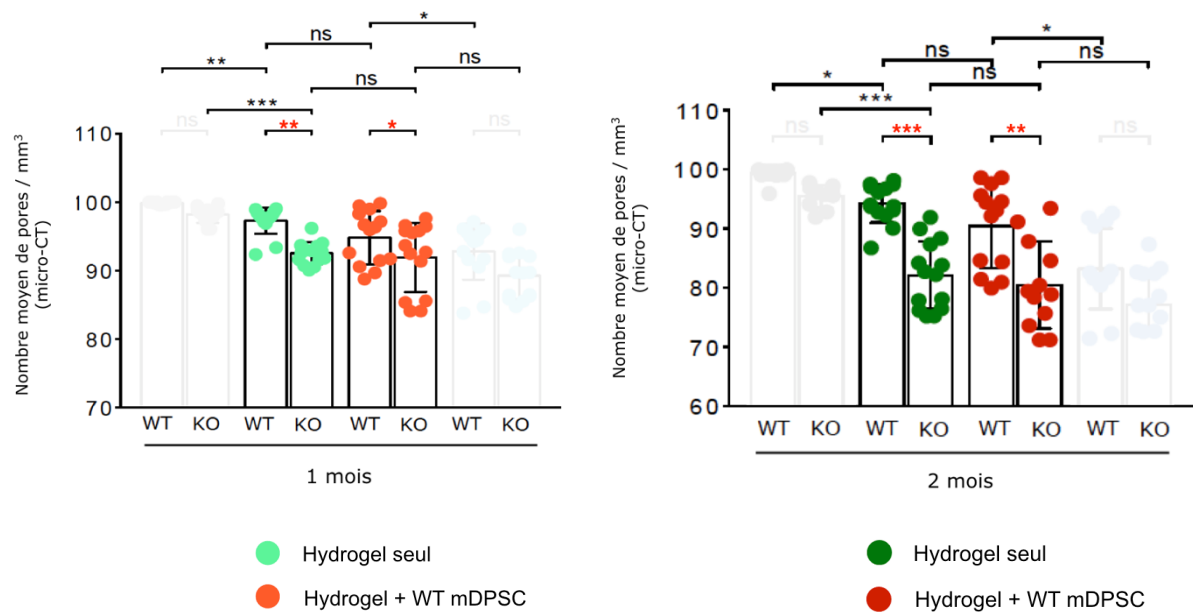 *
ns
**
ns
ns
***
ns
**
*
ns
Nombre moyen de pores / mm³
(micro-CT)
110
100
90
80
70
WT
KO
WT
KO
WT
KO
WT
KO
1 mois
Hydrogel seul
Hydrogel + WT mDPSC
*
ns
ns
*
ns
***
ns
***
**
ns
Nombre moyen de pores / mm³
(micro-CT)
110
100
90
80
70
60
WT
KO
WT
KO
WT
KO
WT
KO
2 mois
Hydrogel seul
Hydrogel + WT mDPSC